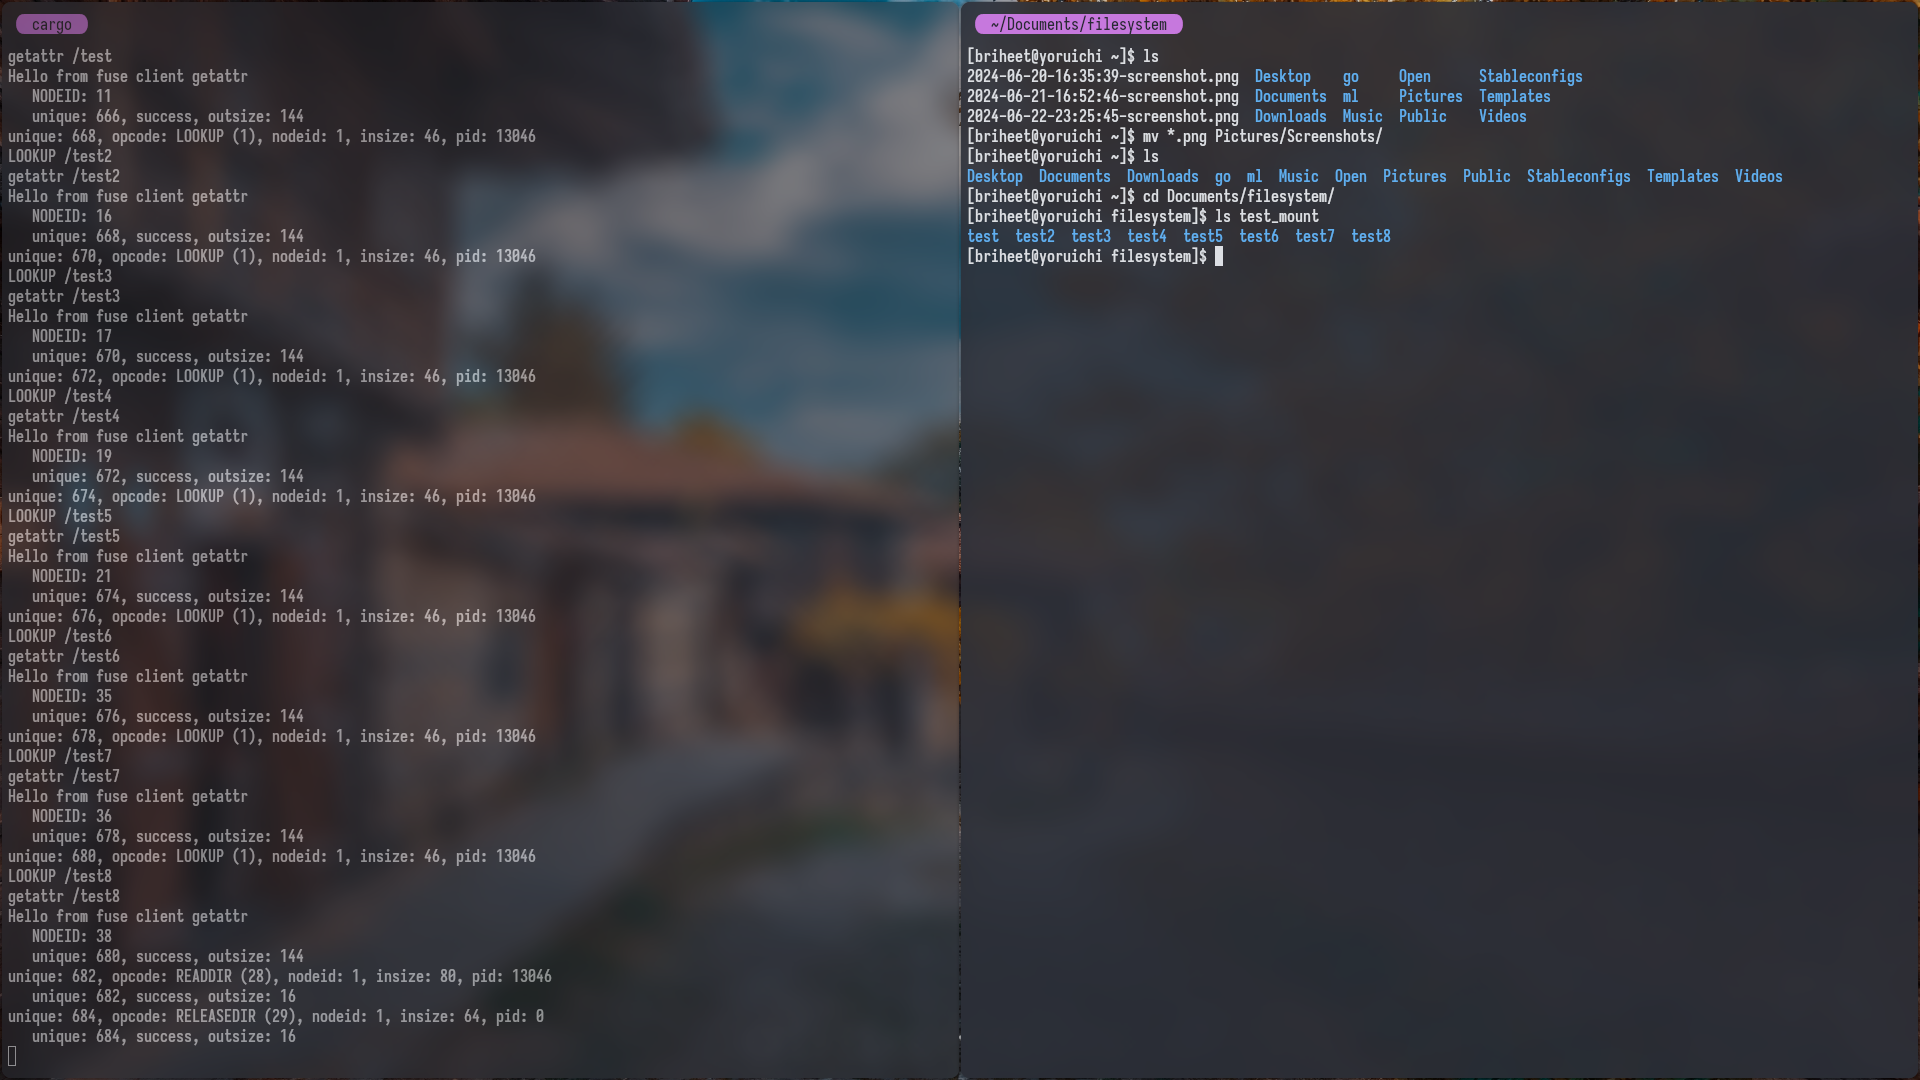 cargo
getattr /test
Hello from fuse client getattr
NODEID: 11
unique: 666, success, outsize: 144
unique: 668, opcode: LOOKUP (1), nodeid: 1, insize: 46, pid: 13046
LOOKUP /test2
getattr /test2
Hello from fuse client getattr
NODEID: 16
unique: 668, success, outsize: 144
unique: 670, opcode: LOOKUP (1), nodeid: 1, insize: 46, pid: 13046
LOOKUP /test3
getattr /test3
Hello from fuse client getattr
NODEID: 17
unique: 670, success, outsize: 144
unique: 672, opcode: LOOKUP (1), nodeid: 1, insize: 46, pid: 13046
LOOKUP /test4
getattr /test4
Hello from fuse client getattr
NODEID: 19
unique: 672, success, outsize: 144
unique: 674, opcode: LOOKUP (1), nodeid: 1, insize: 46, pid: 13046
LOOKUP /test5
getattr /test5
Hello from fuse client getattr
NODEID: 21
unique: 674, success, outsize: 144
unique: 676, opcode: LOOKUP (1), nodeid: 1, insize: 46, pid: 13046
LOOKUP /test6
getattr /test6
Hello from fuse client getattr
NODEID: 35
unique: 676, success, outsize: 144
unique: 678, opcode: LOOKUP (1), nodeid: 1, insize: 46, pid: 13046
LOOKUP /test7
getattr /test7
Hello from fuse client getattr
NODEID: 36
unique: 678, success, outsize: 144
unique: 680, opcode: LOOKUP (1), nodeid: 1, insize: 46, pid: 13046
LOOKUP /test8
getattr /test8
Hello from fuse client getattr
NODEID: 38
unique: 680, success, outsize: 144
unique: 682, opcode: READDIR (28), nodeid: 1, insize: 80, pid: 13046
unique: 682, success, outsize: 16
unique: 684, opcode: RELEASEDIR (29), nodeid: 1, insize: 64, pid: 0
unique: 684, success, outsize: 16
~/Documents/filesystem
[briheet@yoruichi ~]$ ls
2024-06-20-16:35:39-screenshot.png Desktop go Open Stableconfigs
2024-06-21-16:52:46-screenshot.png Documents ml Pictures Templates
2024-06-22-23:25:45-screenshot.png Downloads Music Public Videos
[briheet@yoruichi ~]$ mv *.png Pictures/Screenshots/
[briheet@yoruichi ~]$ ls
Desktop Documents Downloads go ml Music Open Pictures Public Stableconfigs Templates Videos
[briheet@yoruichi ~]$ cd Documents/filesystem/
[briheet@yoruichi filesystem]$ ls test_mount
test test2 test3 test4 test5 test6 test7 test8
[briheet@yoruichi filesystem]$